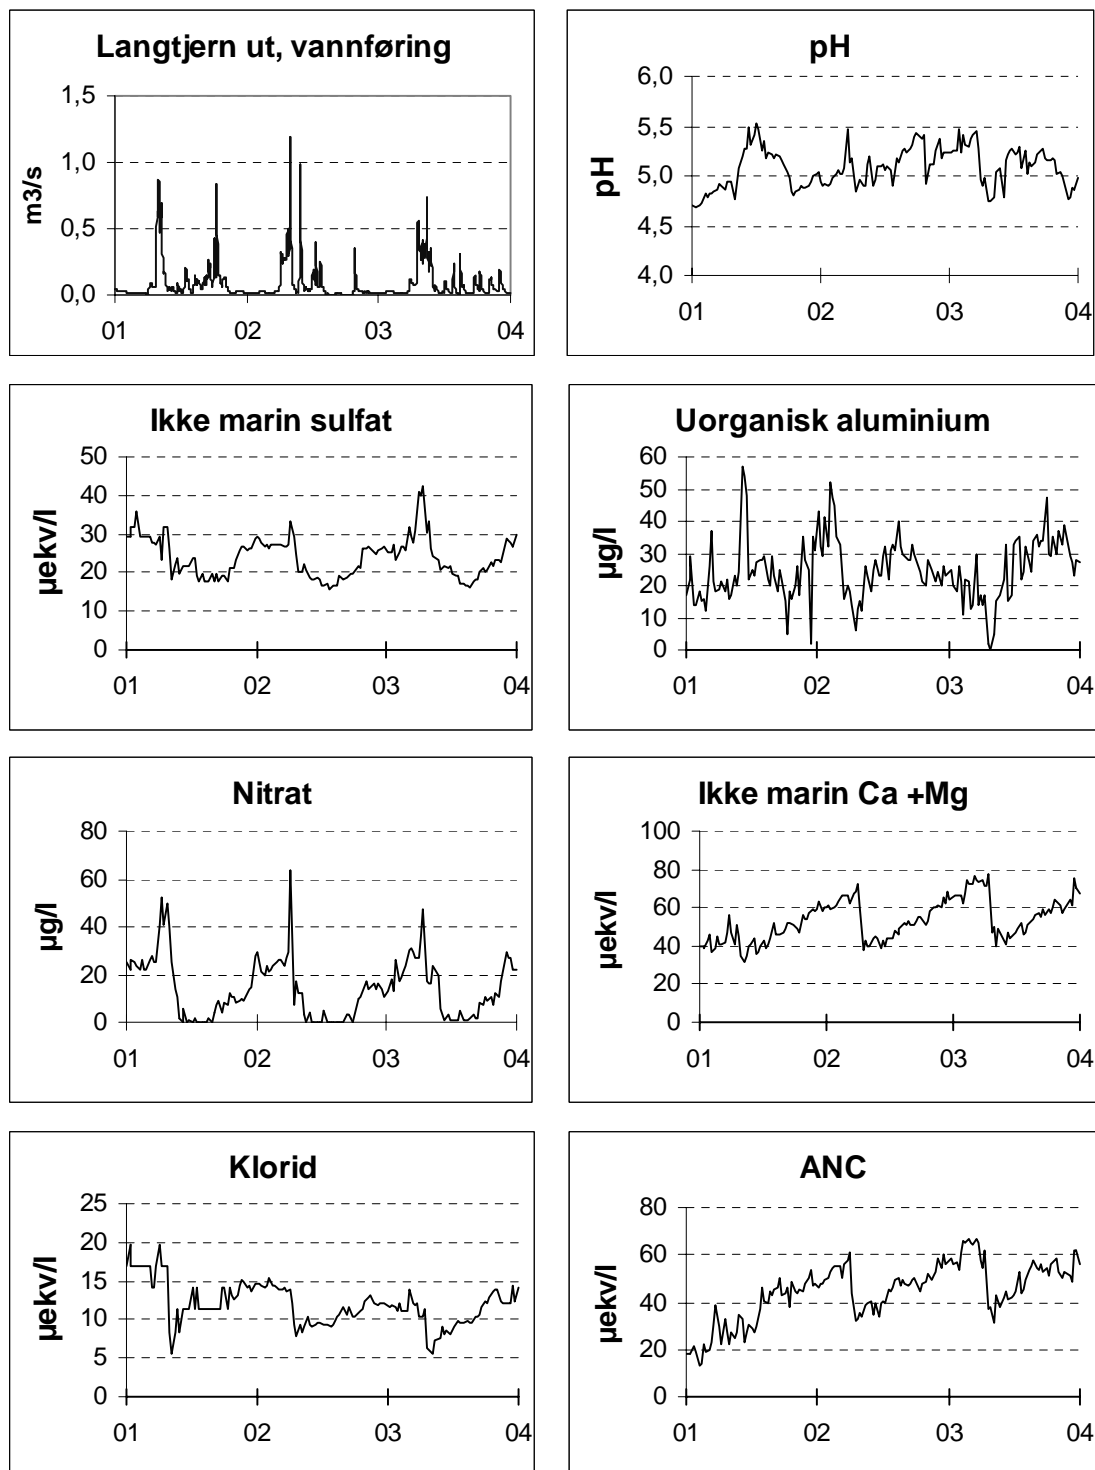 Langtjern ut, vannføring
m3/s
1,5
1,0
0,5
0,0
01 02 03 04
pH
pH
6,0
5,5
5,0
4,5
4,0
01 02 03 04
Ikke marin sulfat
µekv/l
50
40
30
20
10
0
01 02 03 04
Uorganisk aluminium
µg/l
60
50
40
30
20
10
0
01 02 03 04
Nitrat
µg/l
80
60
40
20
0
01 02 03 04
Ikke marin Ca +Mg
µekv/l
100
80
60
40
20
0
01 02 03 04
Klorid
µekv/l
25
20
15
10
5
0
01 02 03 04
ANC
µekv/l
80
60
40
20
0
01 02 03 04